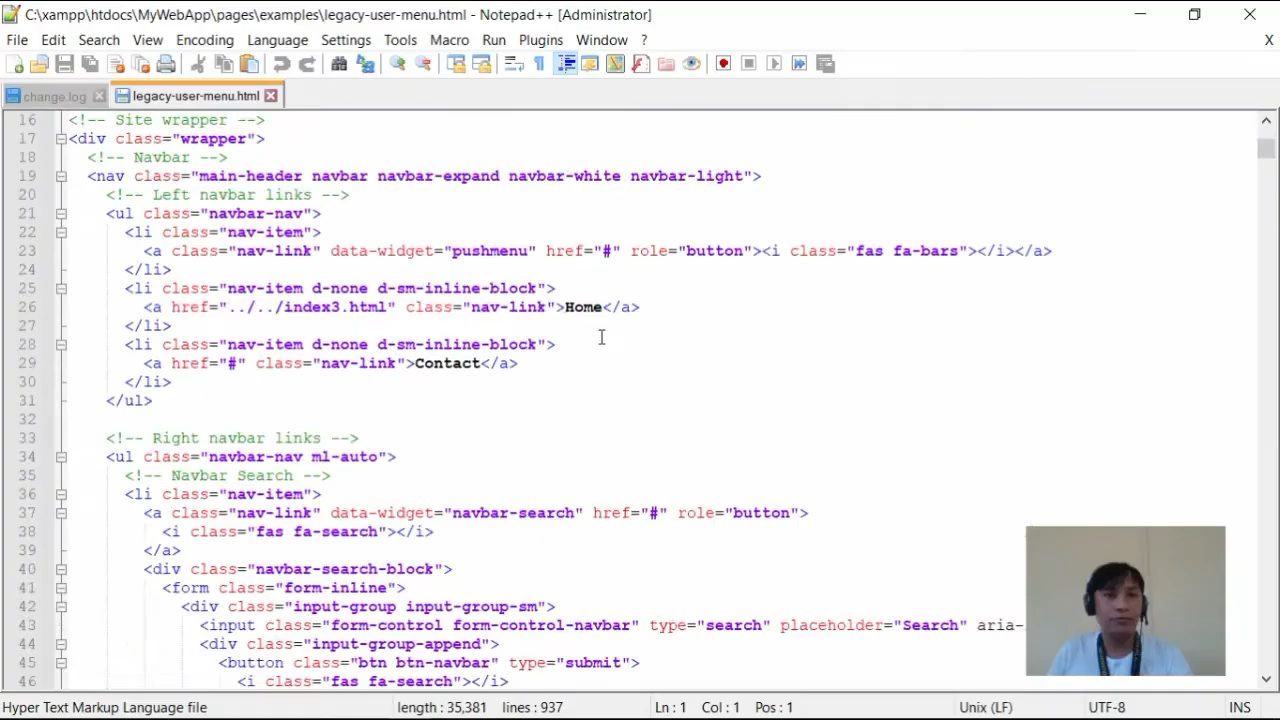 C:\xampp\htdocs\MyWebApp\pages\examples\legacy-user-menu.html - Notepad++ [Administrator]
File Edit Search View Encoding Language Settings Tools Macro Run Plugins Window ? X
change.log legacy-user-menu.html
16 <!-- Site wrapper -->
17 <div class="wrapper">
18 <!-- Navbar -->
19 <nav class="main-header navbar navbar-expand navbar-white navbar-light">
20 <!-- Left navbar links -->
21 <ul class="navbar-nav">
22 <li class="nav-item">
23 <a class="nav-link" data-widget="pushmenu" href="#" role="button"><i class="fas fa-bars"></i></a>
24 </li>
25 <li class="nav-item d-none d-sm-inline-block">
26 <a href="../../index3.html" class="nav-link">Home</a>
27 </li>
28 <li class="nav-item d-none d-sm-inline-block">
29 <a href="#" class="nav-link">Contact</a>
30 </li>
31 </ul>
32
33 <!-- Right navbar links -->
34 <ul class="navbar-nav ml-auto">
35 <!-- Navbar Search -->
36 <li class="nav-item">
37 <a class="nav-link" data-widget="navbar-search" href="#" role="button">
38 <i class="fas fa-search"></i>
39 </a>
40 <div class="navbar-search-block">
41 <form class="form-inline">
42 <div class="input-group input-group-sm">
43 <input class="form-control form-control-navbar" type="search" placeholder="Search" aria-
44 <div class="input-group-append">
45 <button class="btn btn-navbar" type="submit">
46 <i class="fas fa-search"></i>
Hyper Text Markup Language file length : 35,381 lines : 937 Ln : 1 Col : 1 Pos : 1 Unix (LF) UTF-8 INS